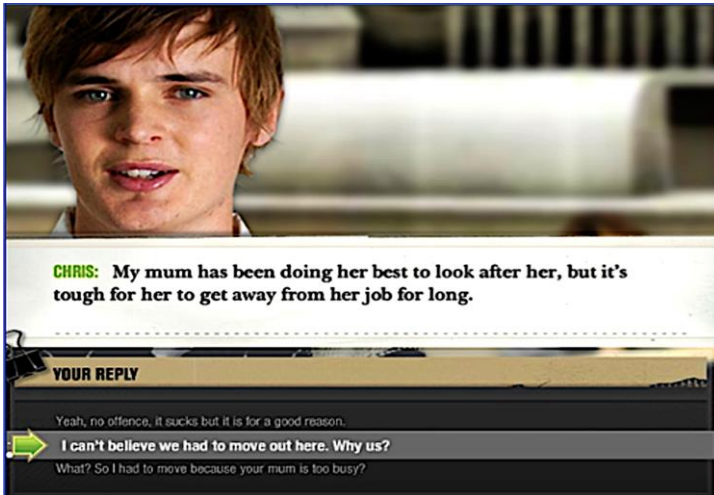 CHRIS: My mum has been doing her best to look after her, but it's
tough for her to get away from her job for long.
YOUR REPLY
Yeah, no offence, it sucks but it is for a good reason.
I can't believe we had to move out here. Why us?
What? So I had to move because your mum is too busy?